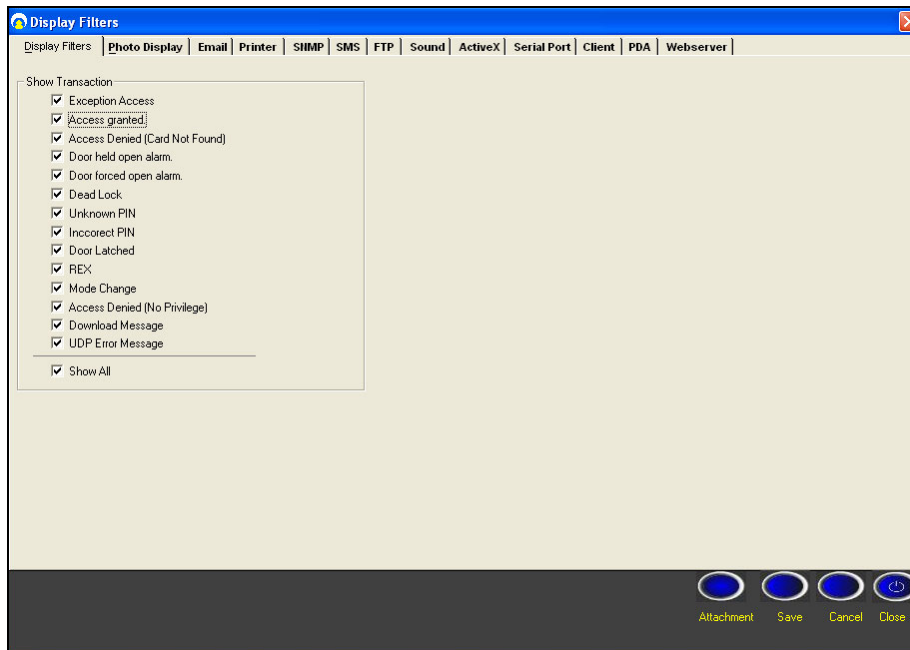 Display Filters
Display Filters Photo Display Email Printer SNMP SMS FTP Sound ActiveX Serial Port Client PDA Webserver
Show Transaction
Exception Access
Access granted.
Access Denied (Card Not Found)
Door held open alarm.
Door forced open alarm.
Dead Lock
Unknown PIN
Inccorect PIN
Door Latched
REX
Mode Change
Access Denied (No Privilege)
Download Message
UDP Error Message
Show All
Attachment Save Cancel Close